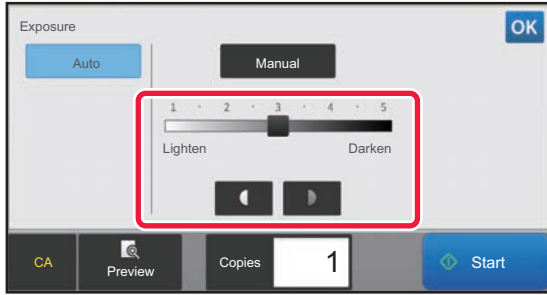 Exposure
OK
Auto
Manual
1 · 2 · 3 · 4 · 5
Lighten
Darken
CA
Preview
Copies
1
Start